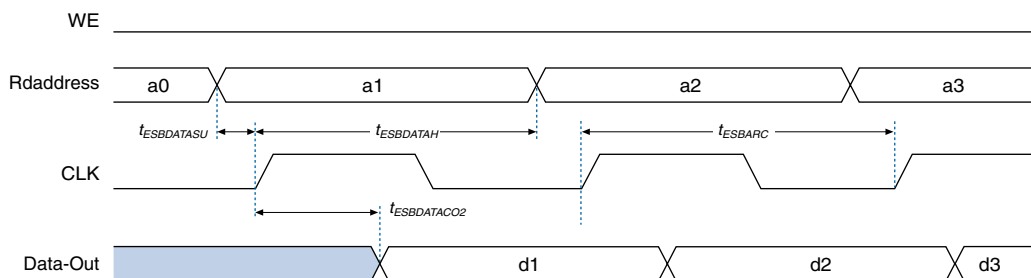 WE
Rdaddress a0 a1 a2 a3
tESBDATASU tESBDATAH tESBARC
CLK
tESBDATACO2
Data-Out d1 d2 d3